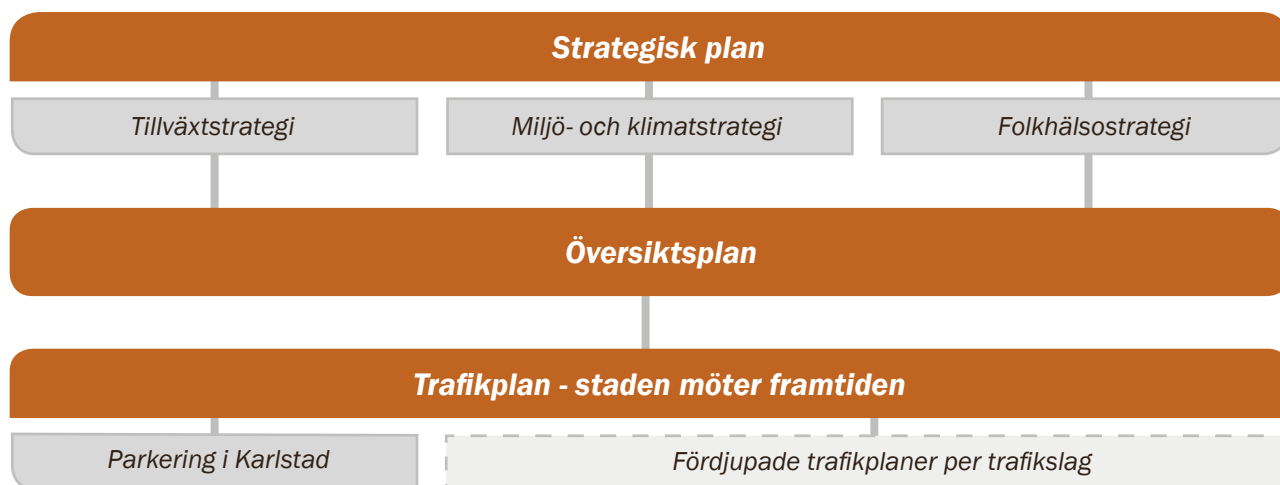 Strategisk plan
Tillväxtstrategi
Miljö- och klimatstrategi
Folkhälsostrategi
Översiktsplan
Trafikplan - staden möter framtiden
Parkering i Karlstad
Fördjupade trafikplaner per trafikslag